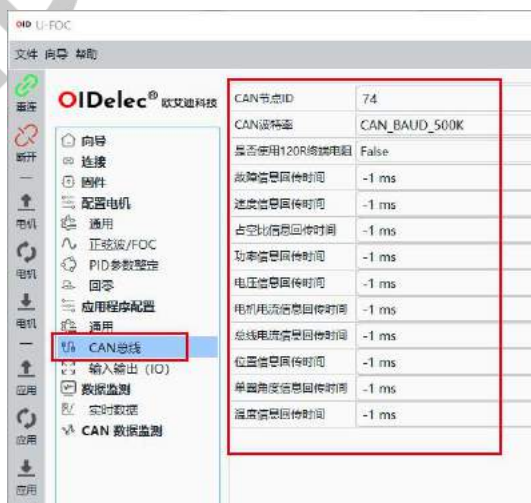 OID U-FOC
文件 向导 帮助
重连
断开
电机
电机
电机
应用
应用
应用
OIDelec® 欧艾迪科技
向导
连接
固件
配置电机
通用
正弦波/FOC
PID参数整定
回零
应用程序配置
通用
CAN总线
输入输出 (IO)
数据监测
实时数据
CAN 数据监测
CAN节点ID 74
CAN波特率 CAN_BAUD_500K
是否使用120R终端电阻 False
故障信息回传时间 -1 ms
速度信息回传时间 -1 ms
占空比信息回传时间 -1 ms
功率信息回传时间 -1 ms
电压信息回传时间 -1 ms
电机电流信息回传时间 -1 ms
总线电流信息回传时间 -1 ms
位置信息回传时间 -1 ms
单圈角度信息回传时间 -1 ms
温度信息回传时间 -1 ms